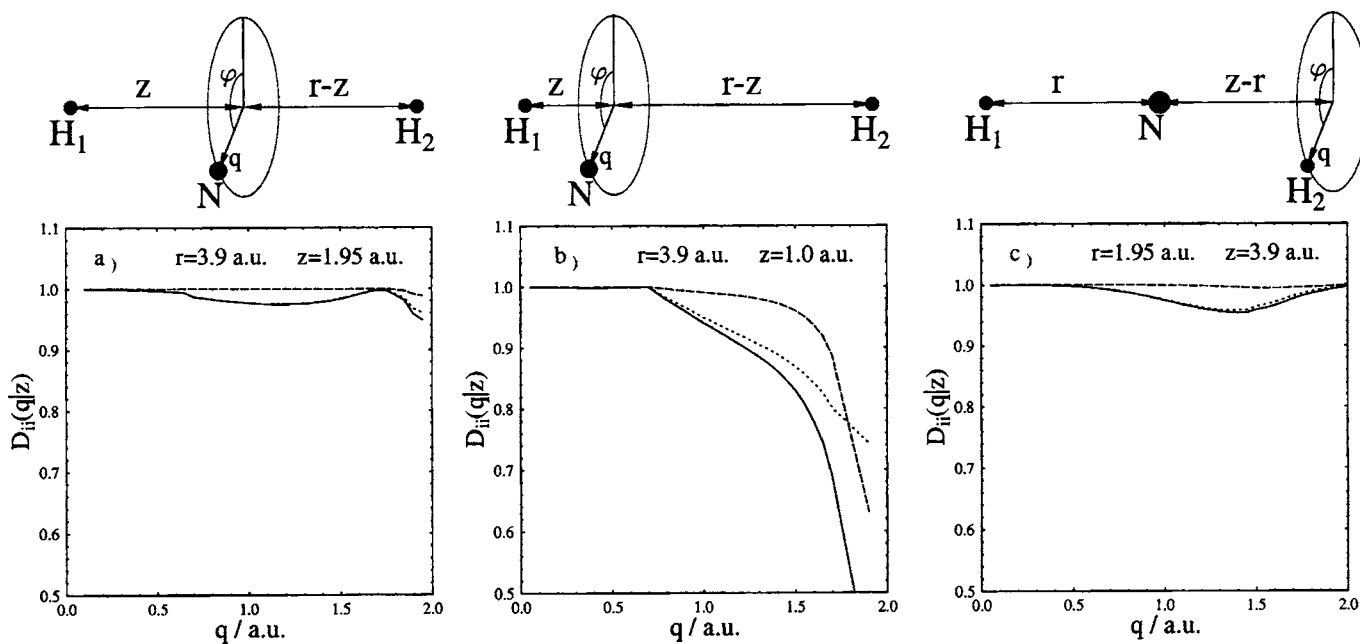 φ
z
r-z
H₁
H₂
q
N
φ
z
r-z
H₁
H₂
q
N
φ
r
z-r
H₁
N
q
H₂
1.1
1.0
0.9
0.8
0.7
0.6
0.5
Dᵢᵢ(q|z)
a) r=3.9 a.u. z=1.95 a.u.
0.0 0.5 1.0 1.5 2.0
q / a.u.
1.1
1.0
0.9
0.8
0.7
0.6
0.5
Dᵢᵢ(q|z)
b) r=3.9 a.u. z=1.0 a.u.
0.0 0.5 1.0 1.5 2.0
q / a.u.
1.1
1.0
0.9
0.8
0.7
0.6
0.5
Dᵢᵢ(q|z)
c) r=1.95 a.u. z=3.9 a.u.
0.0 0.5 1.0 1.5 2.0
q / a.u.